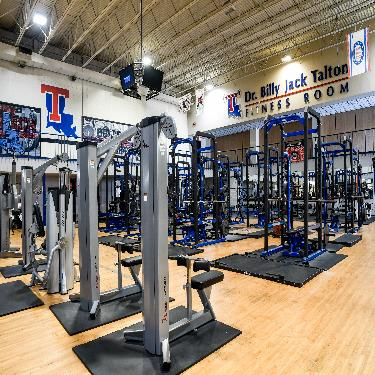 Dr. Billy Jack Talton
FITNESS ROOM
T